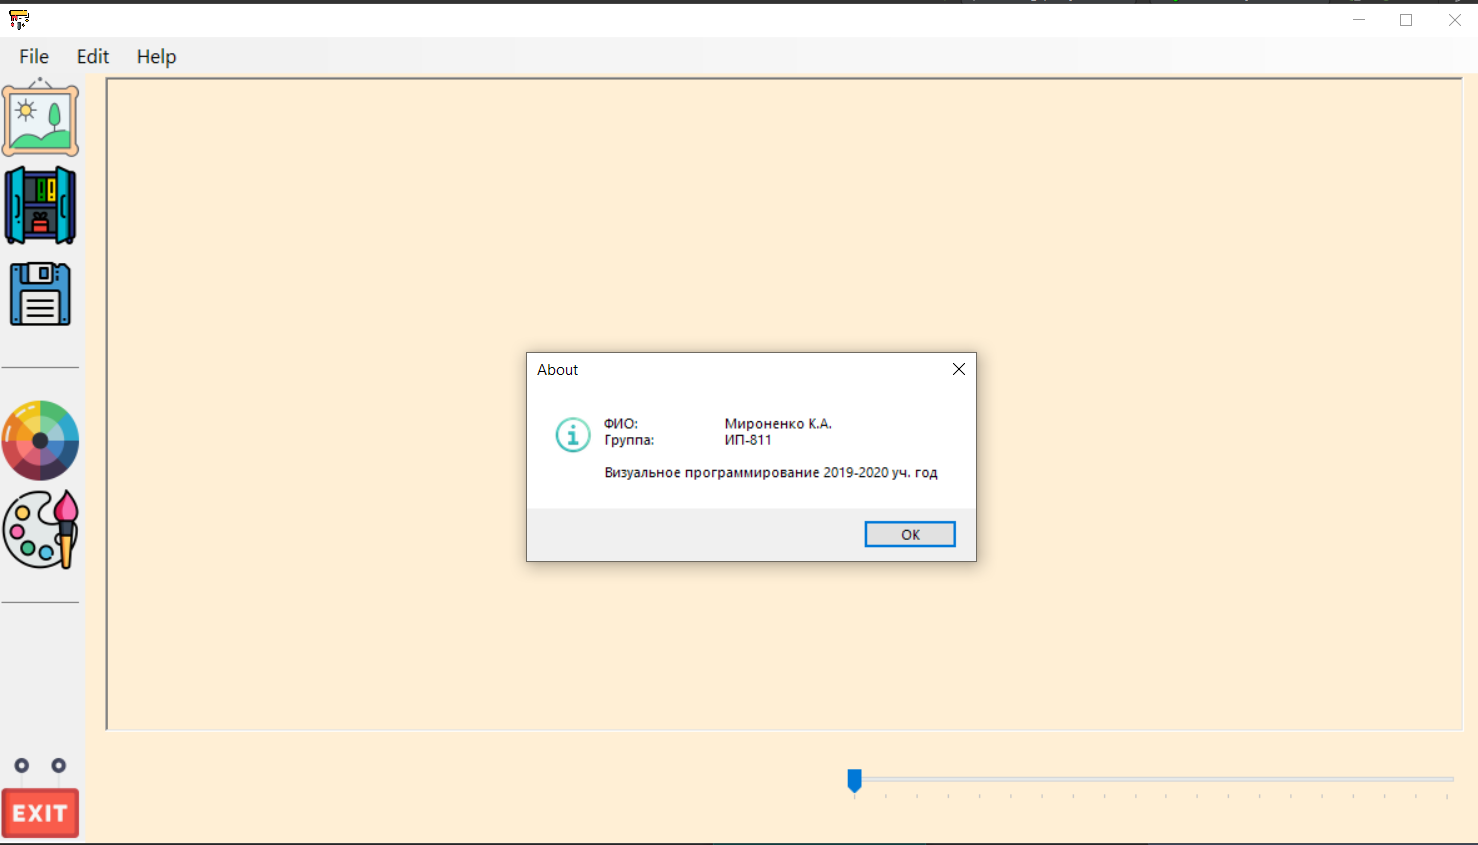 File Edit Help
About
ФИО: Мироненко К.А.
Группа: ИП-811
Визуальное программирование 2019-2020 уч. год
OK
EXIT